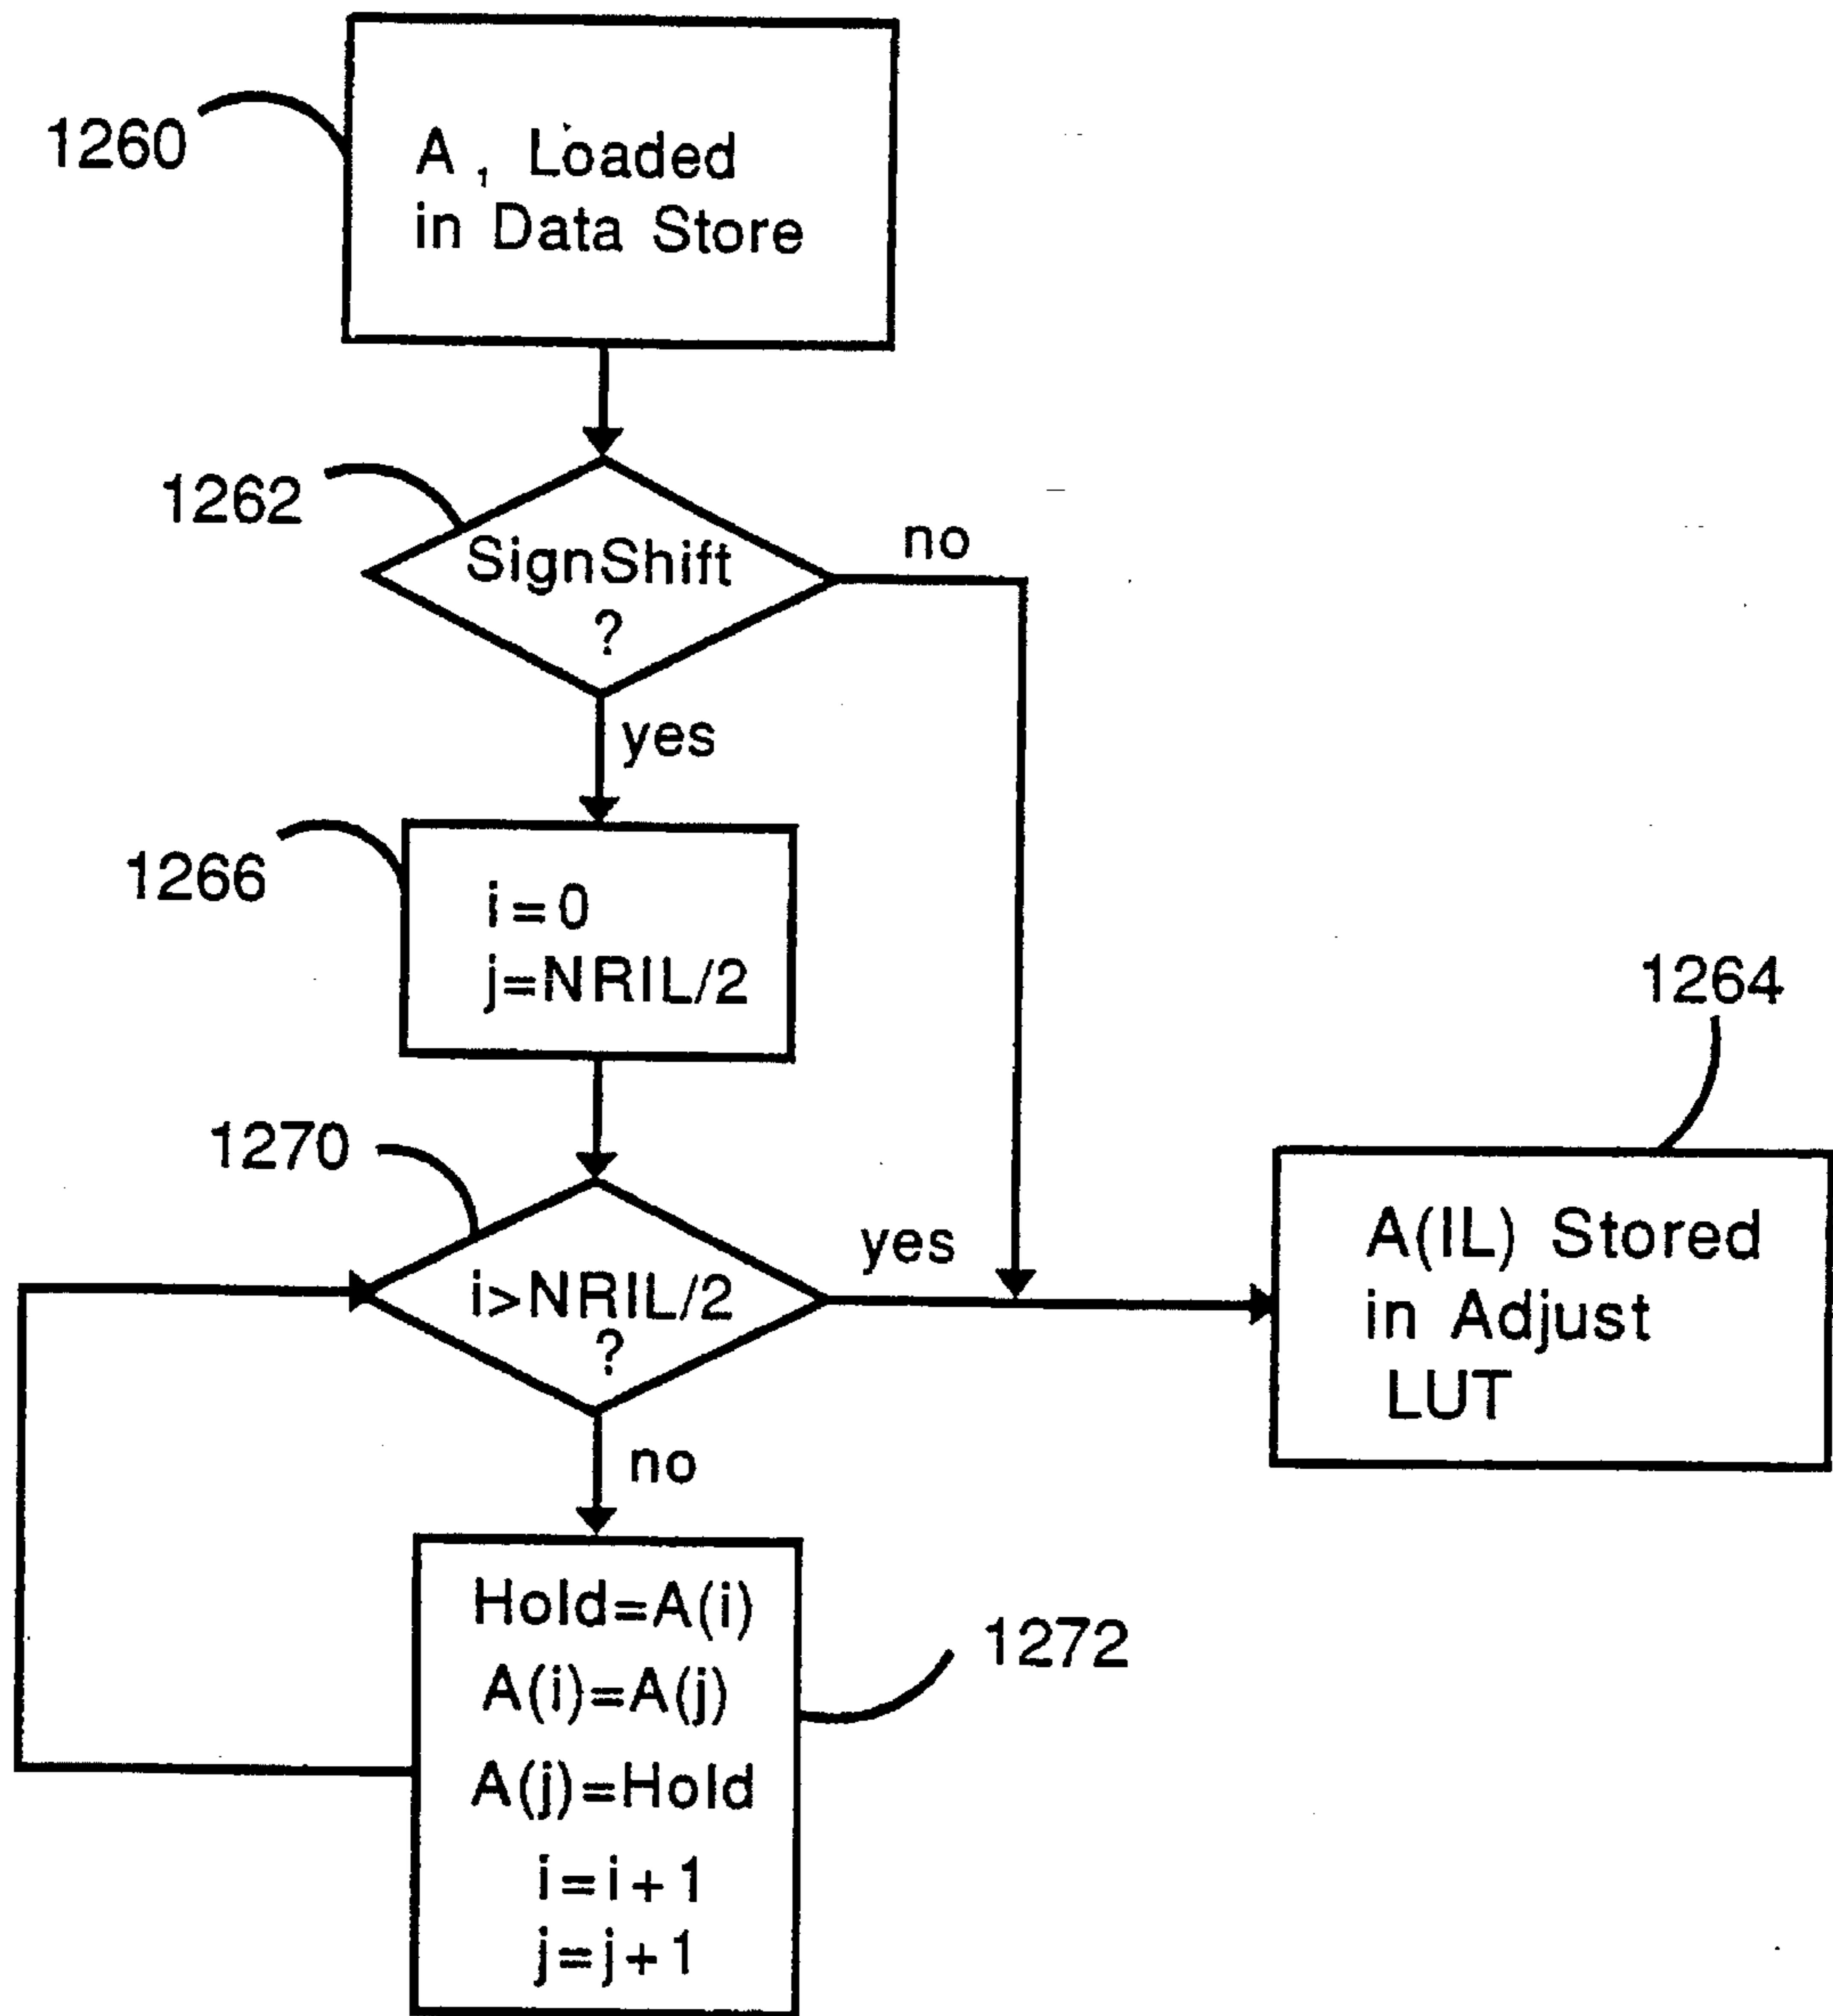 1260
A ₁ Loaded
in Data Store
1262
SignShift
?
no
yes
1266
i=0
j=NRIL/2
1264
1270
i>NRIL/2
?
yes
A(IL) Stored
in Adjust
LUT
no
Hold=A(i)
A(i)=A(j)
A(j)=Hold
i=i+1
j=j+1
1272